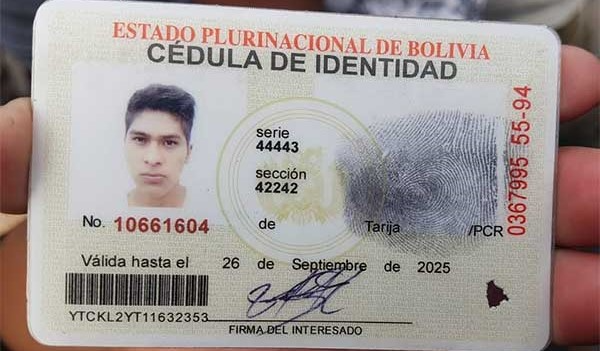 ESTADO PLURINACIONAL DE BOLIVIA
CÉDULA DE IDENTIDAD
serie
44443
sección
42242
No. 10661604 de Tarija /PCR
0367995 55-94
Válida hasta el 26 de Septiembre de 2025
YTCKL2YT11632353
FIRMA DEL INTERESADO